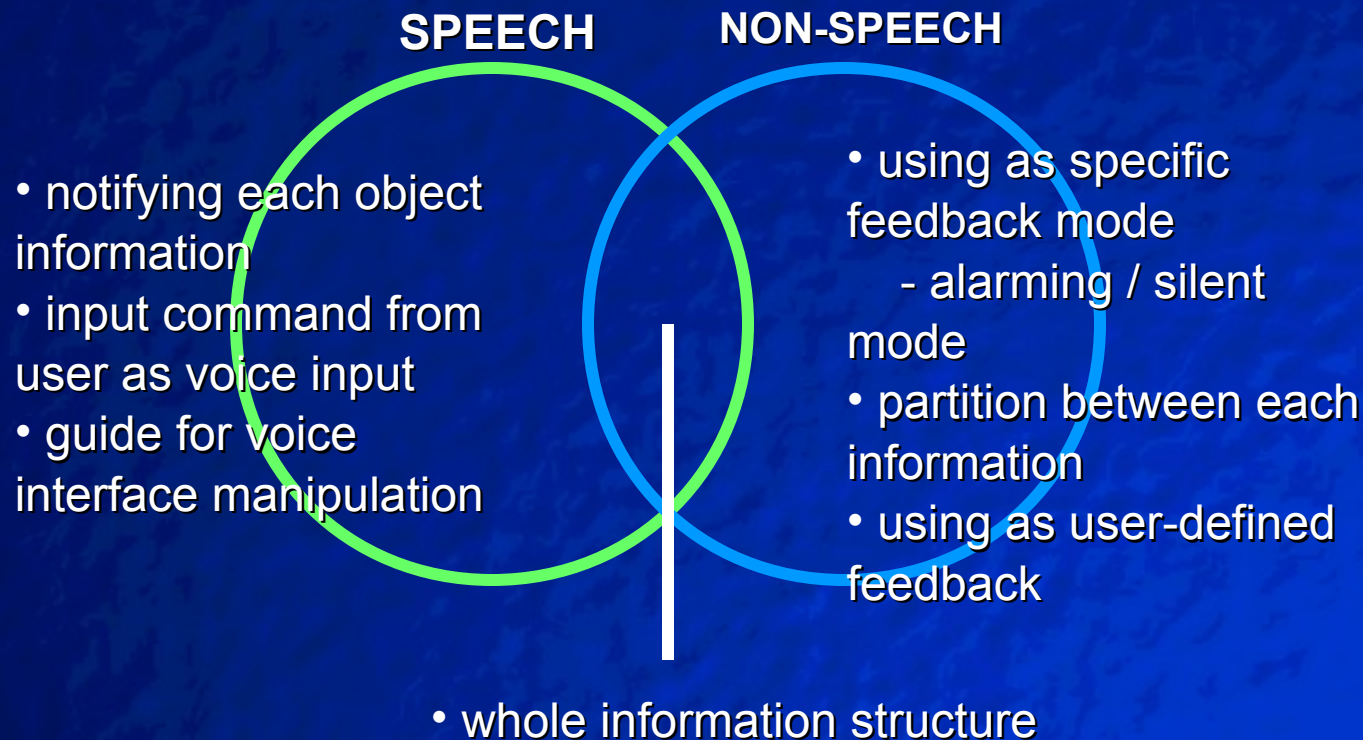 SPEECH
NON-SPEECH
• notifying each object
information
• input command from
user as voice input
• guide for voice
interface manipulation
• using as specific
feedback mode
- alarming / silent
mode
• partition between each
information
• using as user-defined
feedback
• whole information structure